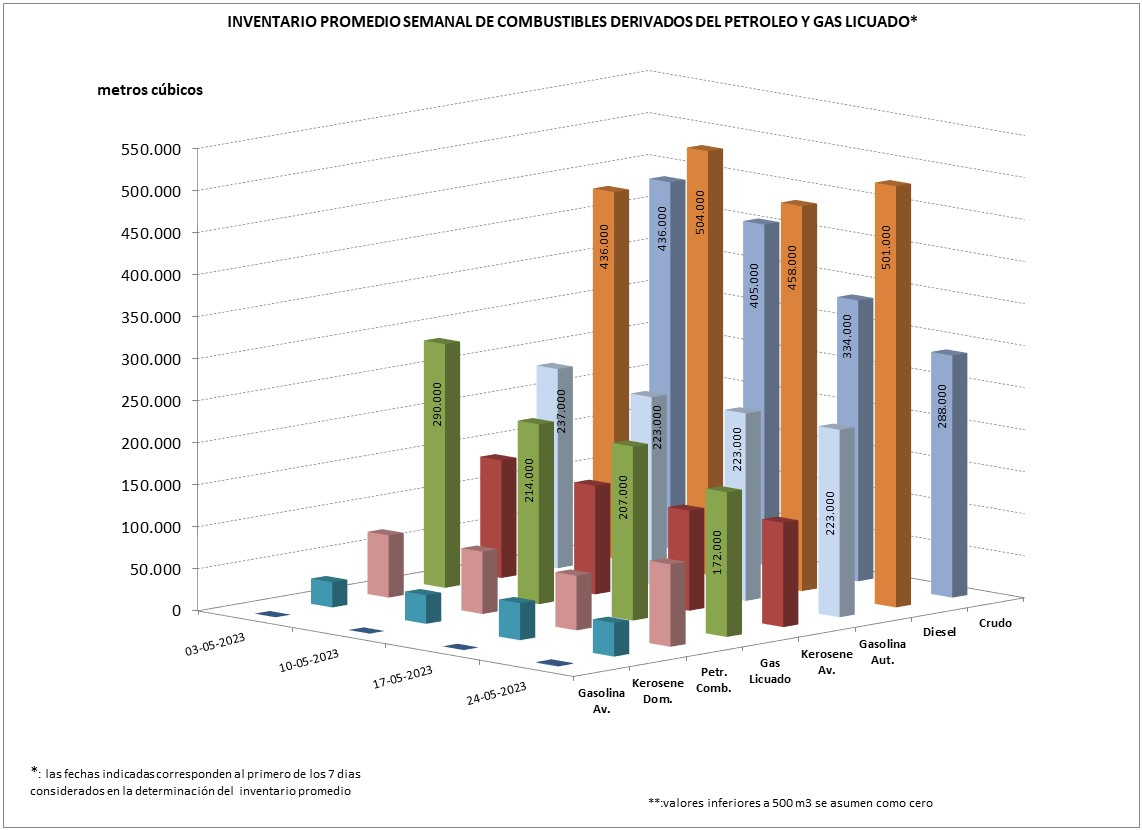 INVENTARIO PROMEDIO SEMANAL DE COMBUSTIBLES DERIVADOS DEL PETROLEO Y GAS LICUADO*
metros cúbicos
550.000
500.000
450.000
400.000
350.000
300.000
250.000
200.000
150.000
100.000
50.000
0
290.000
214.000
207.000
172.000
237.000
223.000
223.000
223.000
436.000
504.000
458.000
501.000
436.000
405.000
334.000
288.000
03-05-2023
10-05-2023
17-05-2023
24-05-2023
Gasolina
Av.
Kerosene
Dom.
Petr.
Comb.
Gas
Licuado
Kerosene
Av.
Gasolina
Aut.
Diesel
Crudo
*: las fechas indicadas corresponden al primero de los 7 dias
considerados en la determinación del inventario promedio
**:valores inferiores a 500 m3 se asumen como cero